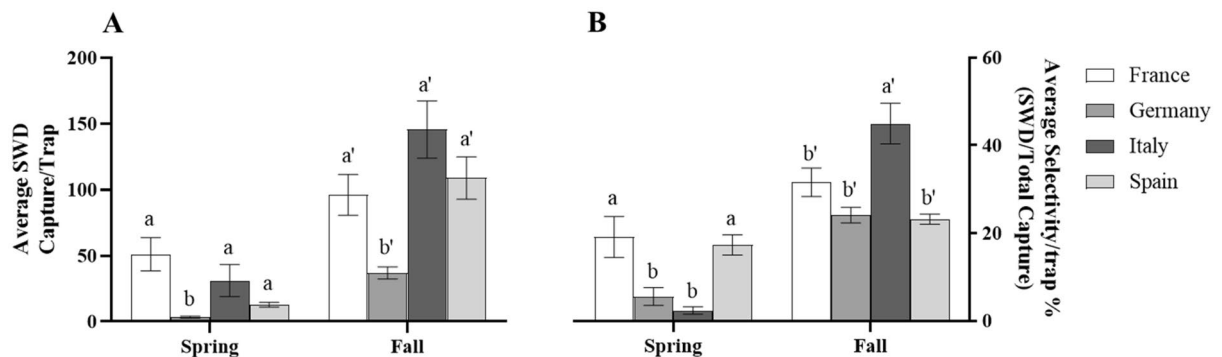 A
Average SWD
Capture/Trap
200
150
100
50
0
a
b
a
a
a'
b'
a'
a'
Spring
Fall
B
a
b
b
a
b'
b'
a'
b'
Spring
Fall
60
40
20
0
Average Selectivity/trap %
(SWD/Total Capture)
France
Germany
Italy
Spain